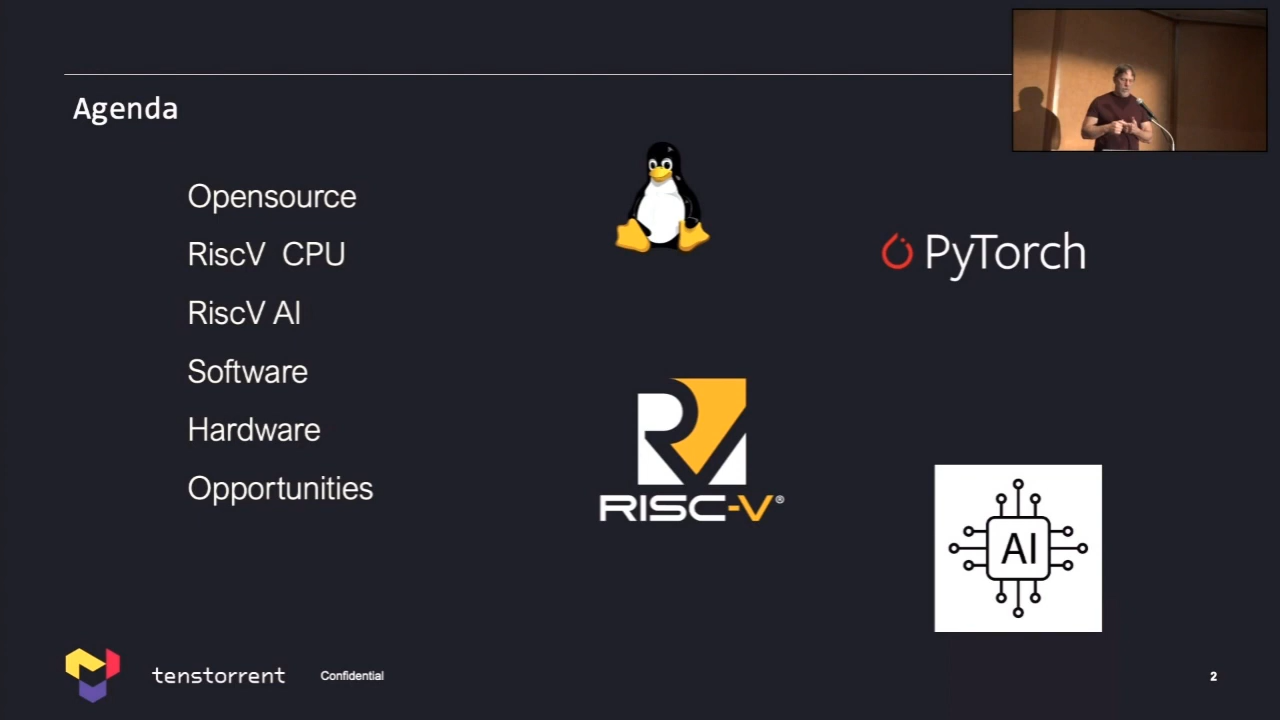 Agenda
Opensource
RiscV CPU
RiscV AI
Software
Hardware
Opportunities
PyTorch
RISC-V®
AI
tenstorrent
Confidential
2